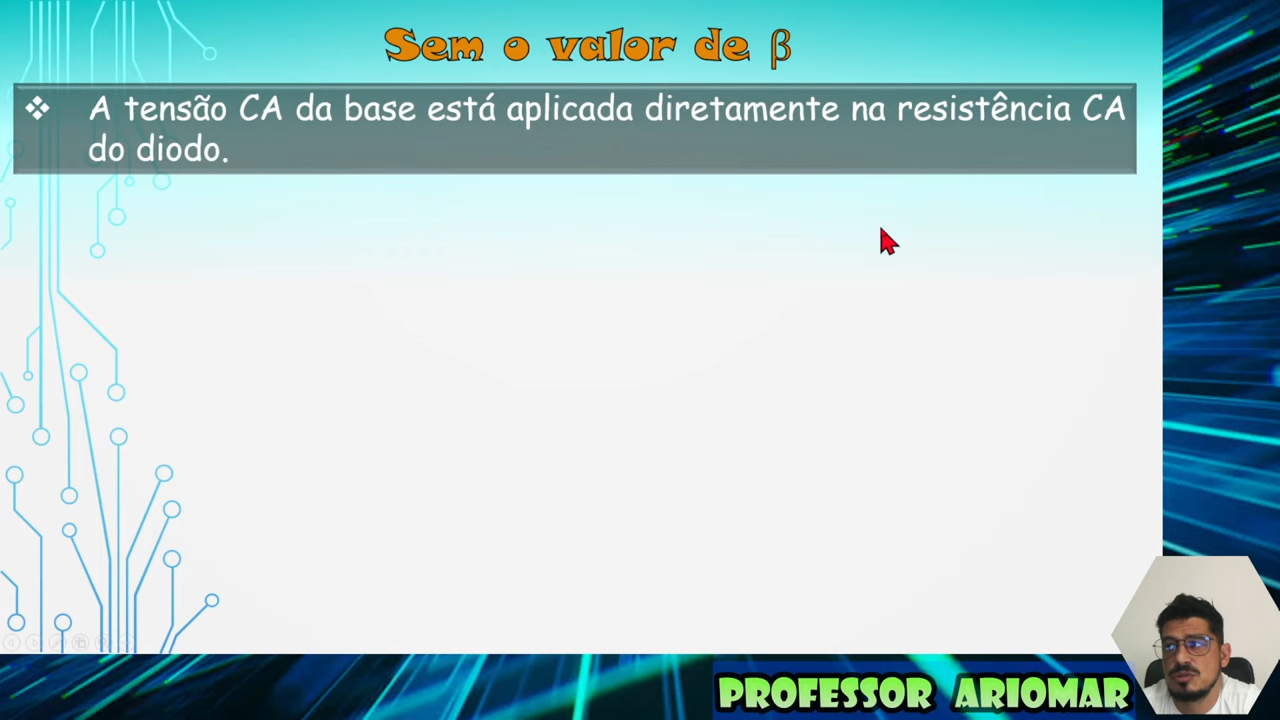 Sem o valor de β
❖ A tensão CA da base está aplicada diretamente na resistência CA
do diodo.
PROFESSOR ARIOMAR